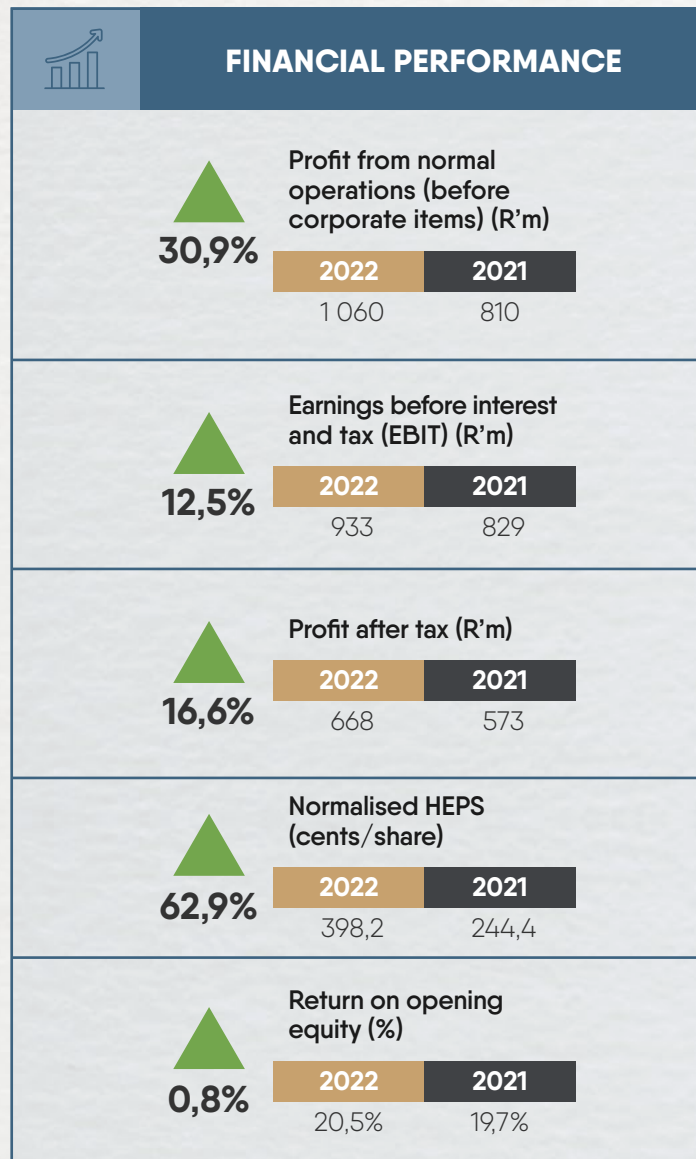 FINANCIAL PERFORMANCE
Profit from normal
operations (before
corporate items) (R’m)
30,9%
2022 2021
1 060 810
Earnings before interest
and tax (EBIT) (R’m)
12,5%
2022 2021
933 829
Profit after tax (R’m)
16,6%
2022 2021
668 573
Normalised HEPS
(cents/share)
62,9%
2022 2021
398,2 244,4
Return on opening
equity (%)
0,8%
2022 2021
20,5% 19,7%